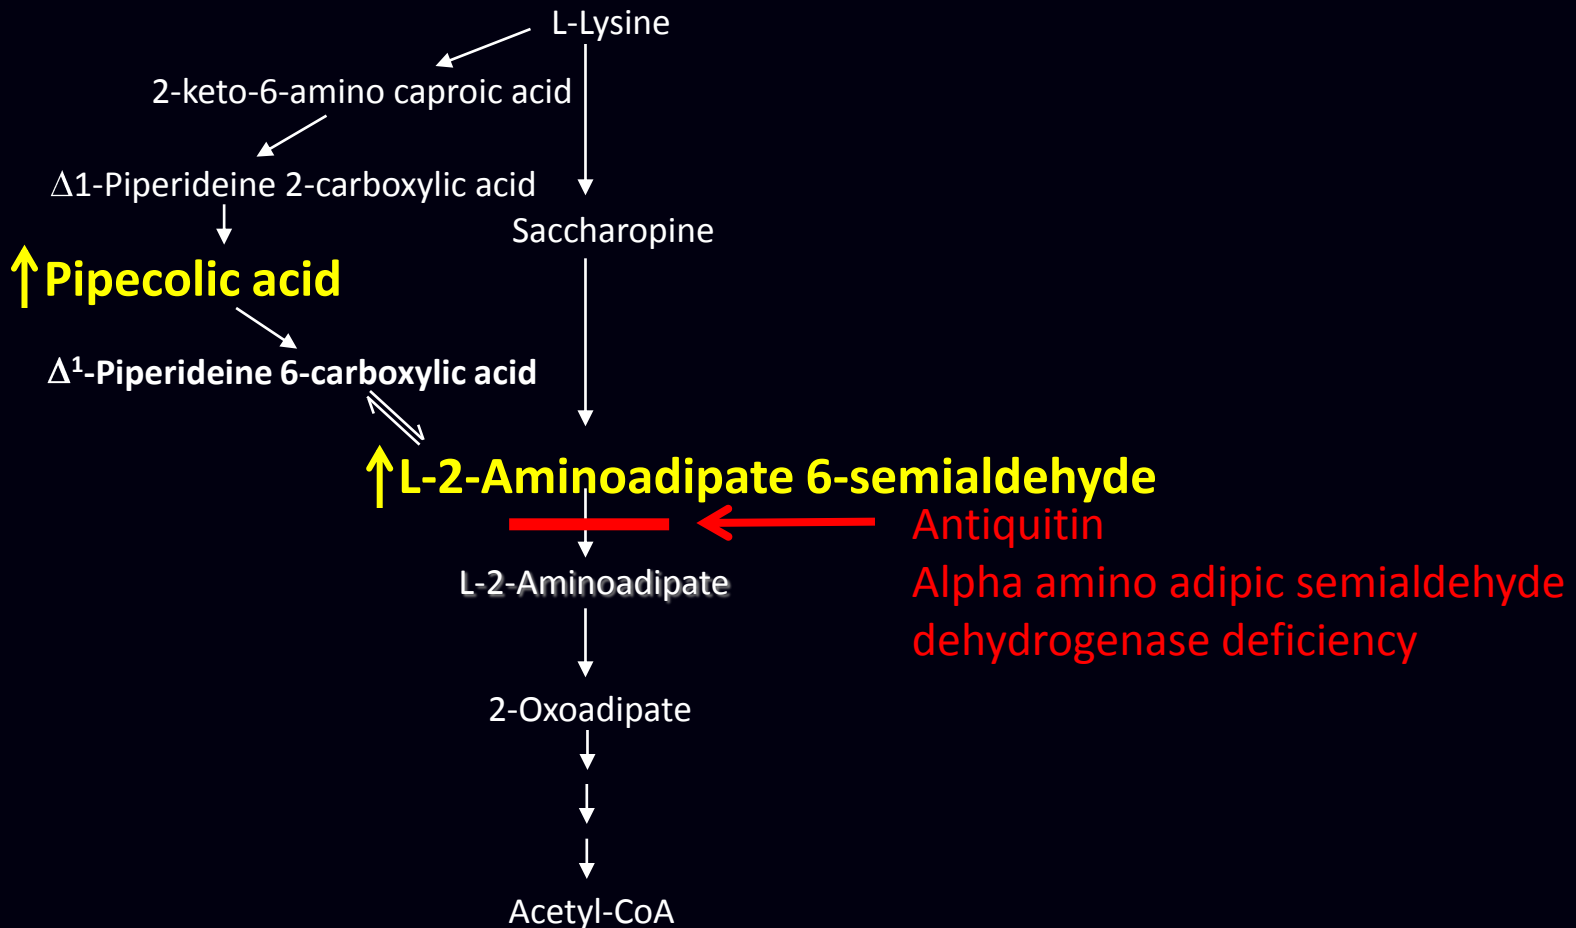 L-Lysine
2-keto-6-amino caproic acid
Δ1-Piperideine 2-carboxylic acid
Saccharopine
Pipecolic acid
Δ¹-Piperideine 6-carboxylic acid
L-2-Aminoadipate 6-semialdehyde
Antiquitin
Alpha amino adipic semialdehyde
dehydrogenase deficiency
L-2-Aminoadipate
2-Oxoadipate
Acetyl-CoA